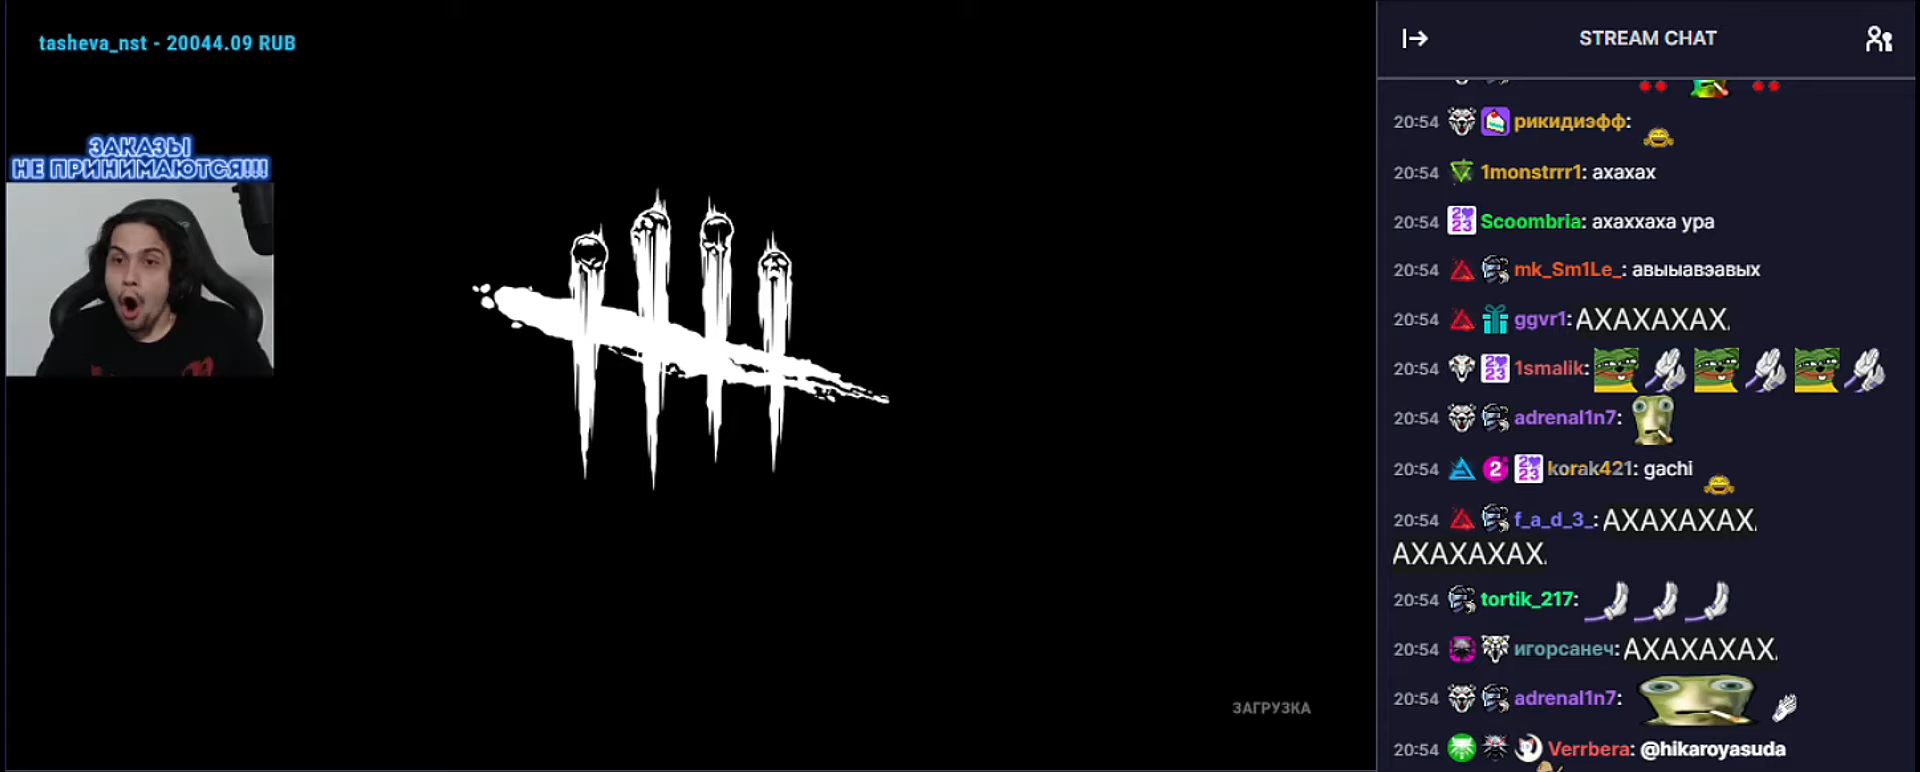 tasheva_nst - 20044.09 RUB
ЗАКАЗЫ
НЕ ПРИНИМАЮТСЯ!!!
ЗАГРУЗКА
STREAM CHAT
20:54 рикидиэфф:
20:54 1monstrrr1: ахахах
20:54 2023 Scoombria: ахаххаха ура
20:54 mk_Sm1Le_: авыыавэавых
20:54 ggvr1: АХАХАХАХ
20:54 2023 1smalik:
20:54 adrenal1n7:
20:54 2 2023 korak421: gachi
20:54 f_a_d_3_: АХАХАХАХ
АХАХАХАХ
20:54 tortik_217:
20:54 игорсанеч: АХАХАХАХ
20:54 adrenal1n7:
20:54 Verrbera: @hikaroyasuda